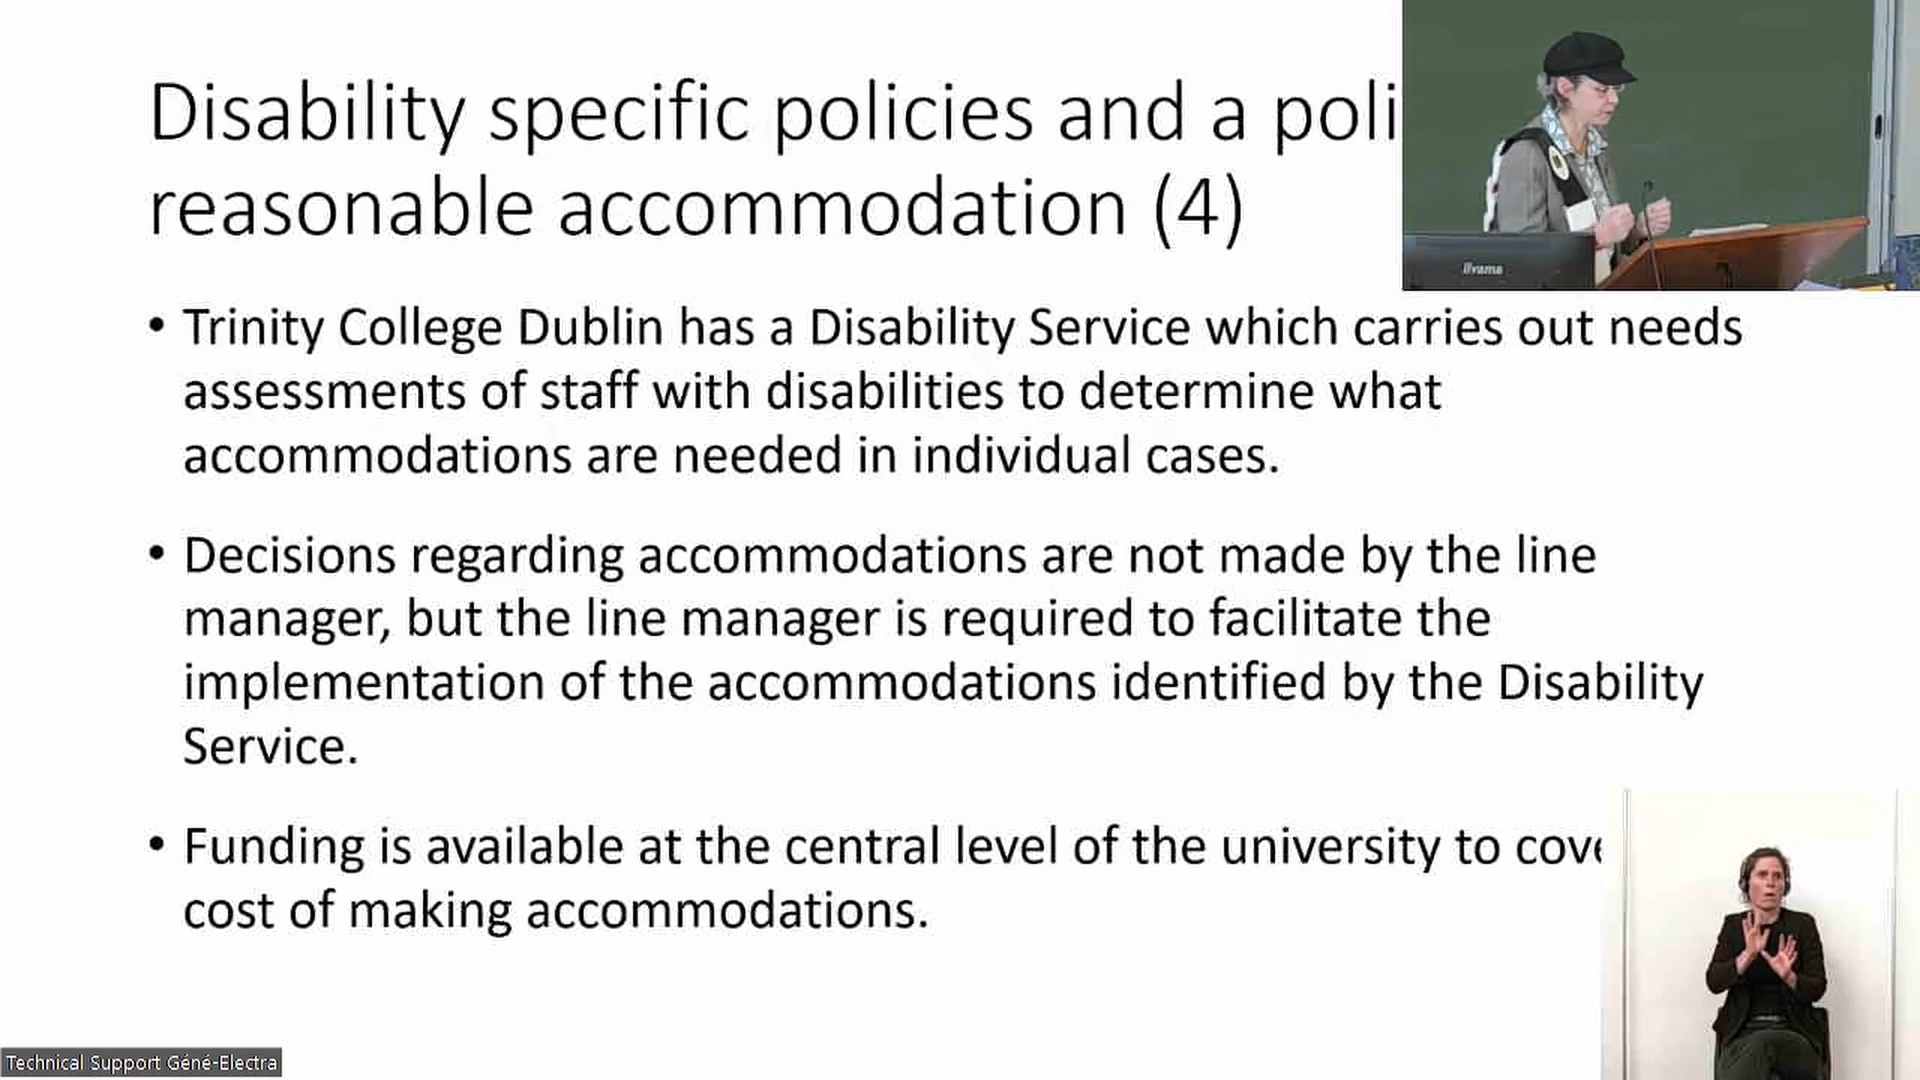 Disability specific policies and a poli
reasonable accommodation (4)
• Trinity College Dublin has a Disability Service which carries out needs
assessments of staff with disabilities to determine what
accommodations are needed in individual cases.
• Decisions regarding accommodations are not made by the line
manager, but the line manager is required to facilitate the
implementation of the accommodations identified by the Disability
Service.
• Funding is available at the central level of the university to cove
cost of making accommodations.
iiyama
Technical Support Géné-Electra